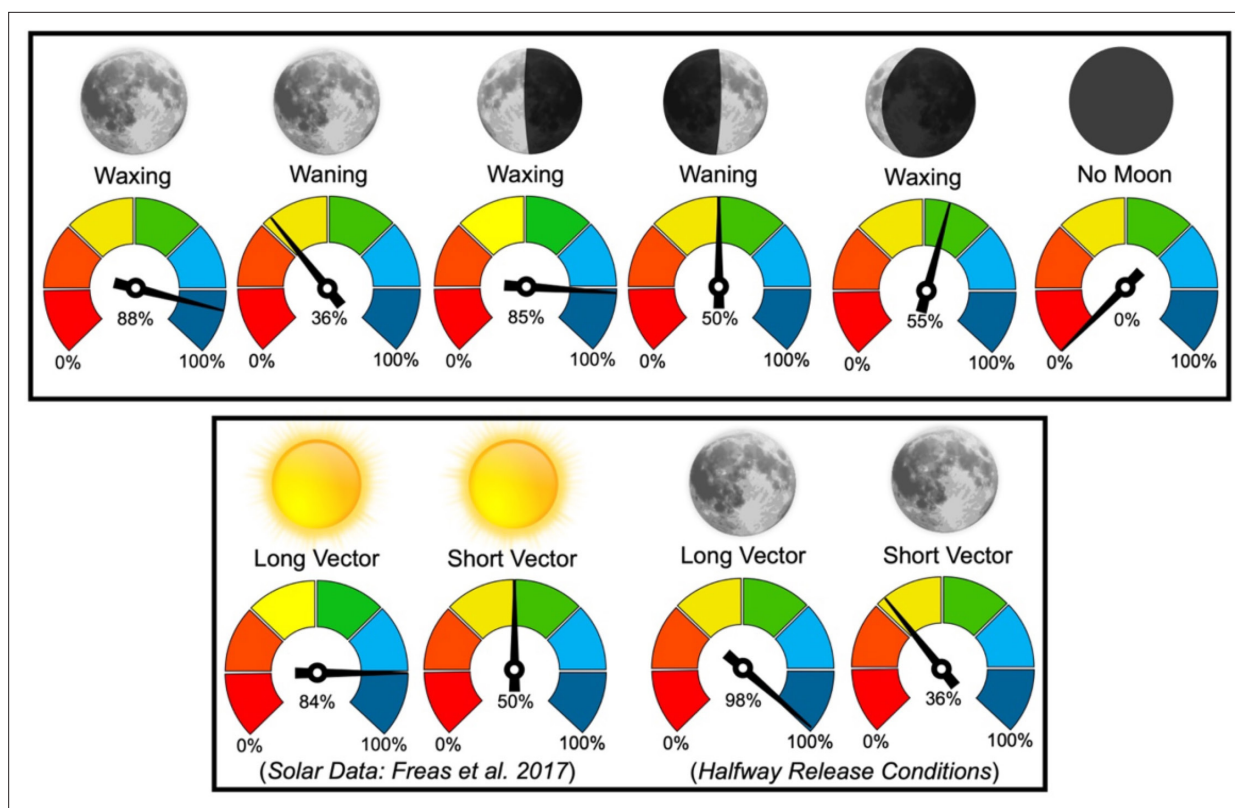 Waxing Waning Waxing Waning Waxing No Moon
88% 36% 85% 50% 55% 0%
0% 100% 0% 100% 0% 100% 0% 100% 0% 100% 0% 100%
Long Vector Short Vector Long Vector Short Vector
84% 50% 98% 36%
0% 100% 0% 100% 0% 100% 0% 100%
(Solar Data: Freas et al. 2017) (Halfway Release Conditions)